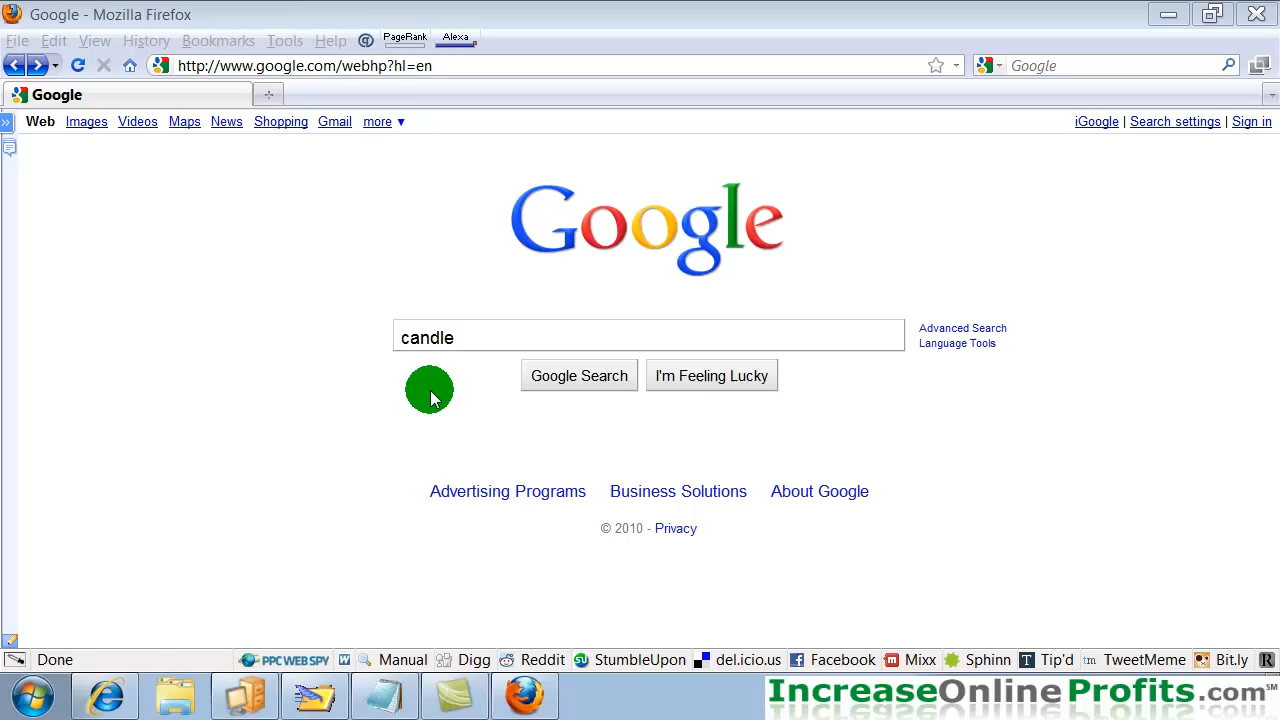 Google - Mozilla Firefox
File Edit View History Bookmarks Tools Help @ PageRank Alexa
http://www.google.com/webhp?hl=en Google
Google
Web Images Videos Maps News Shopping Gmail more ▼ iGoogle | Search settings | Sign in
Google
candle
Advanced Search
Language Tools
Google Search I'm Feeling Lucky
Advertising Programs Business Solutions About Google
© 2010 - Privacy
Done PPC WEB SPY W Manual Digg Reddit StumbleUpon del.icio.us Facebook Mixx Sphinn T Tip'd tm TweetMeme Bit.ly R
IncreaseOnlineProfits.com™